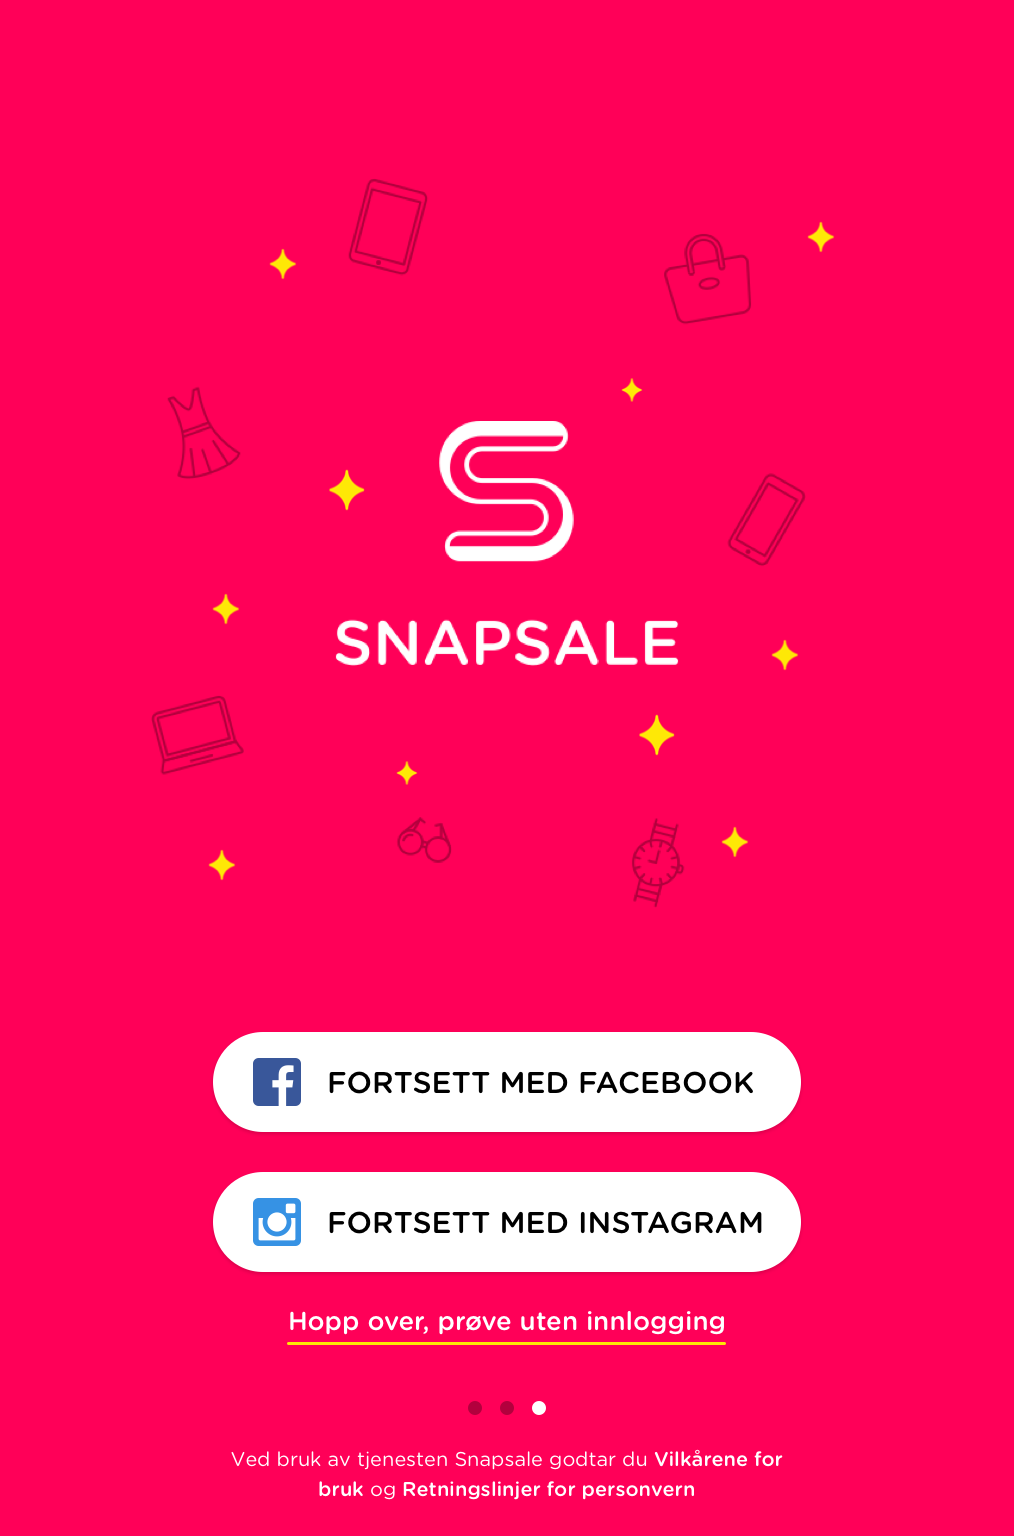 SNAPSALE
FORTSETT MED FACEBOOK
FORTSETT MED INSTAGRAM
Hopp over, prøve uten innlogging
Ved bruk av tjenesten Snapsale godtar du Vilkårene for
bruk og Retningslinjer for personvern